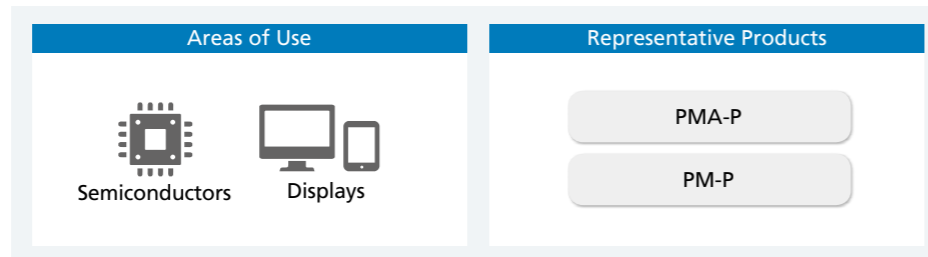 Areas of Use
Semiconductors
Displays
Representative Products
PMA-P
PM-P